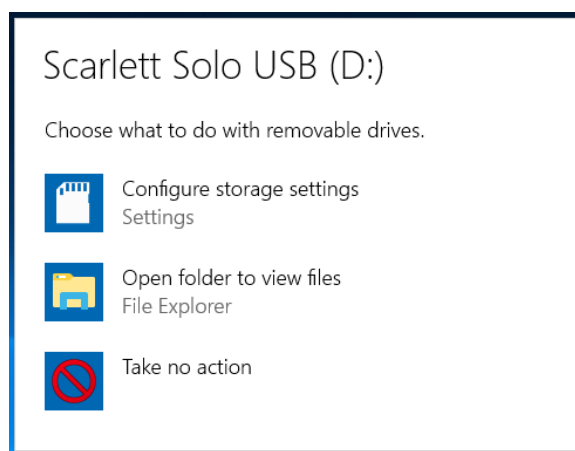 Scarlett Solo USB (D:)
Choose what to do with removable drives.
Configure storage settings
Settings
Open folder to view files
File Explorer
Take no action